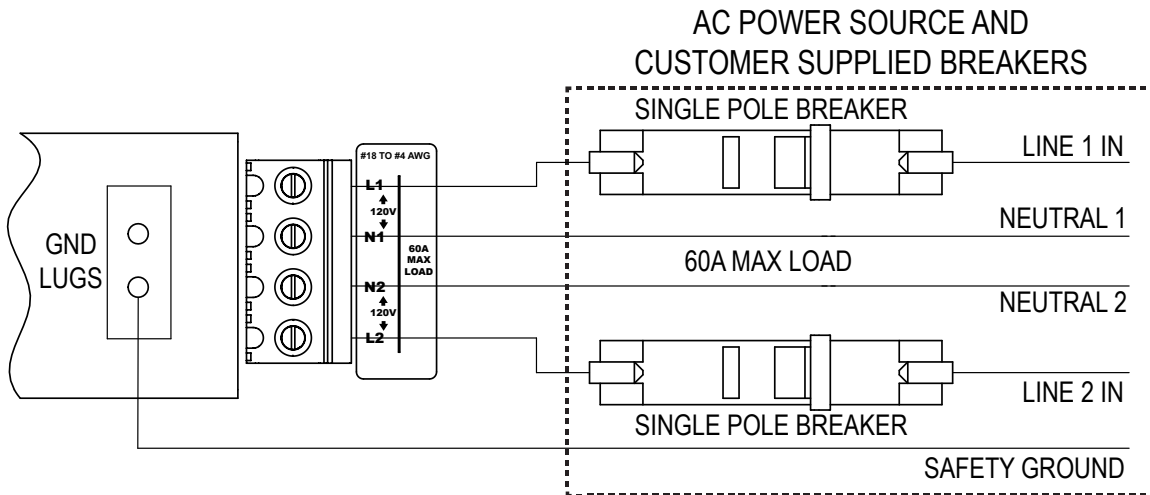 AC POWER SOURCE AND
CUSTOMER SUPPLIED BREAKERS
SINGLE POLE BREAKER
LINE 1 IN
#18 TO #4 AWG
L1
120V
N1
60A
MAX
LOAD
N2
120V
L2
GND
LUGS
NEUTRAL 1
60A MAX LOAD
NEUTRAL 2
LINE 2 IN
SINGLE POLE BREAKER
SAFETY GROUND